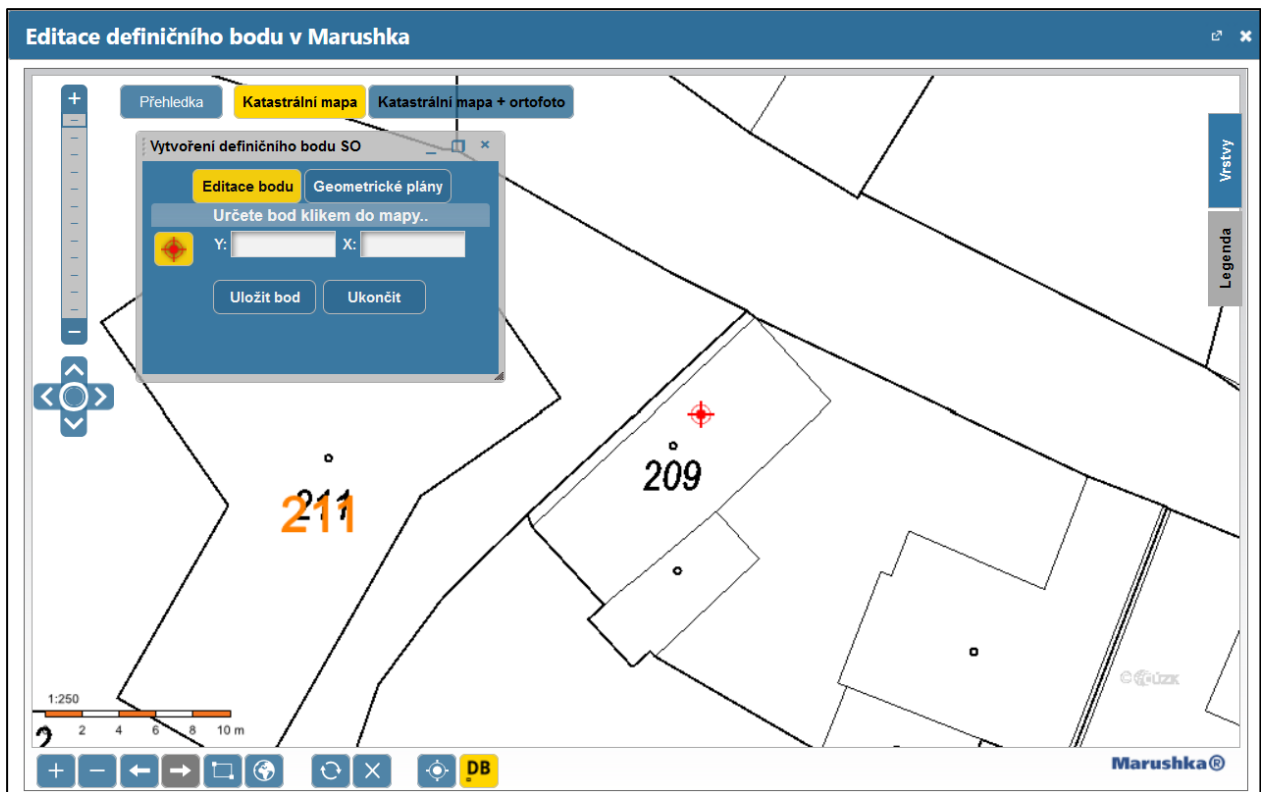 Editace definičního bodu v Marushka
Přehledka
Katastrální mapa
Katastrální mapa + ortofoto
Vytvoření definičního bodu SO
Editace bodu
Geometrické plány
Určete bod klikem do mapy..
Y:
X:
Uložit bod
Ukončit
Vrstvy
Legenda
209
211
211
© ČÚZK
1:250
2 4 6 8 10 m
2
DB
Marushka®